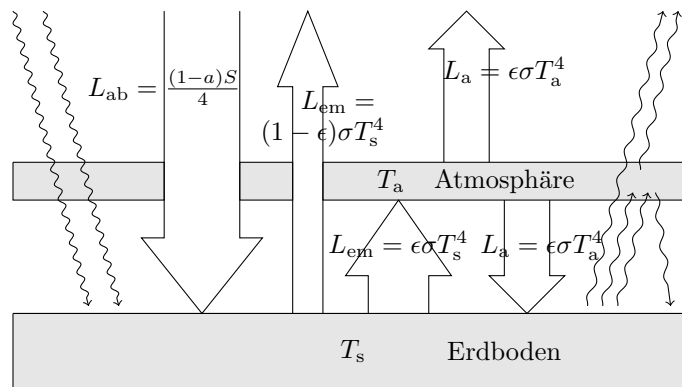 L_ab = (1−a)S/4
L_em =
(1 − ϵ)σT_s^4
L_a = ϵσT_a^4
T_a Atmosphäre
L_em = ϵσT_s^4
L_a = ϵσT_a^4
T_s Erdboden